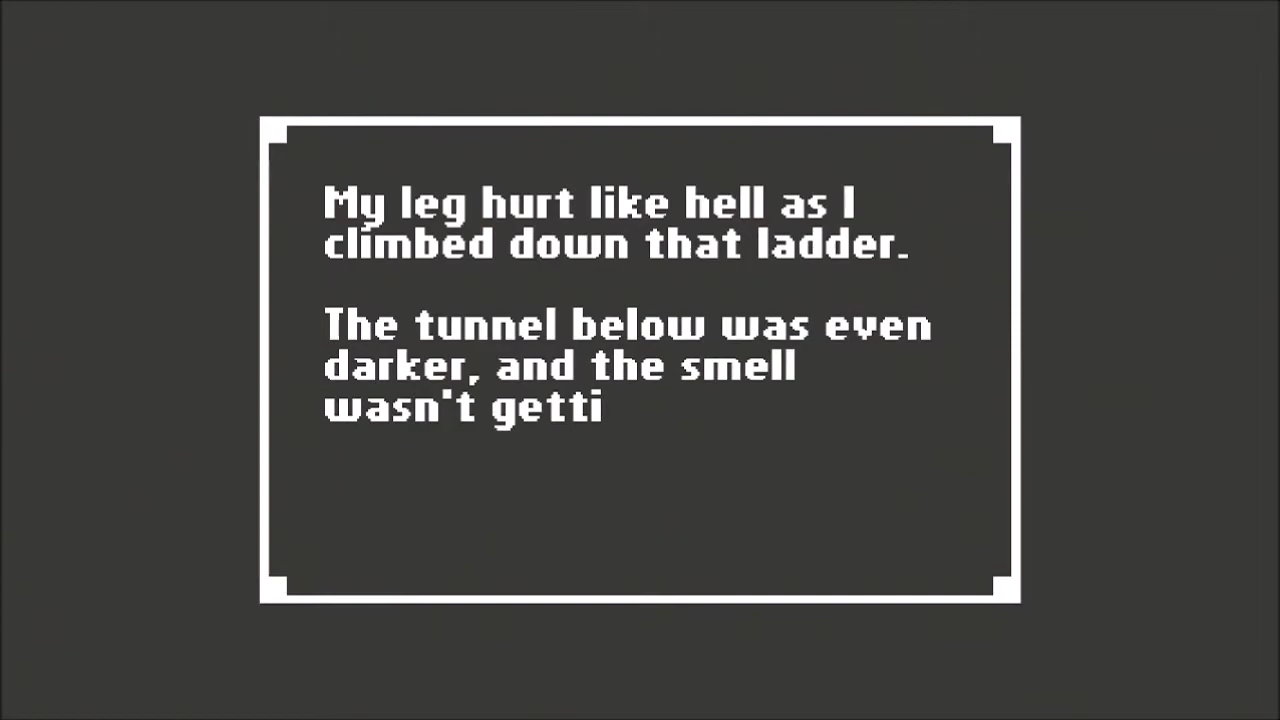 My leg hurt like hell as I
climbed down that ladder.
The tunnel below was even
darker, and the smell
wasn't getti